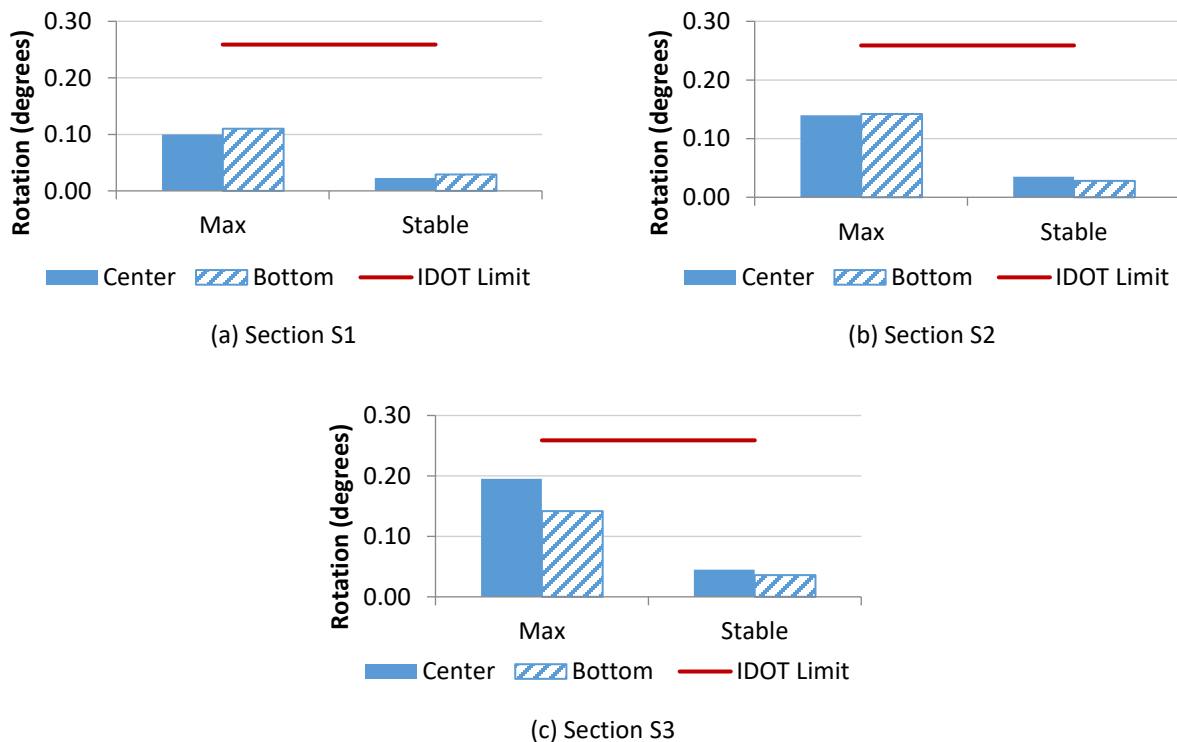 Rotation (degrees)
0.30
0.20
0.10
0.00
Max Stable
Center Bottom IDOT Limit
(a) Section S1
Rotation (degrees)
0.30
0.20
0.10
0.00
Max Stable
Center Bottom IDOT Limit
(b) Section S2
Rotation (degrees)
0.30
0.20
0.10
0.00
Max Stable
Center Bottom IDOT Limit
(c) Section S3